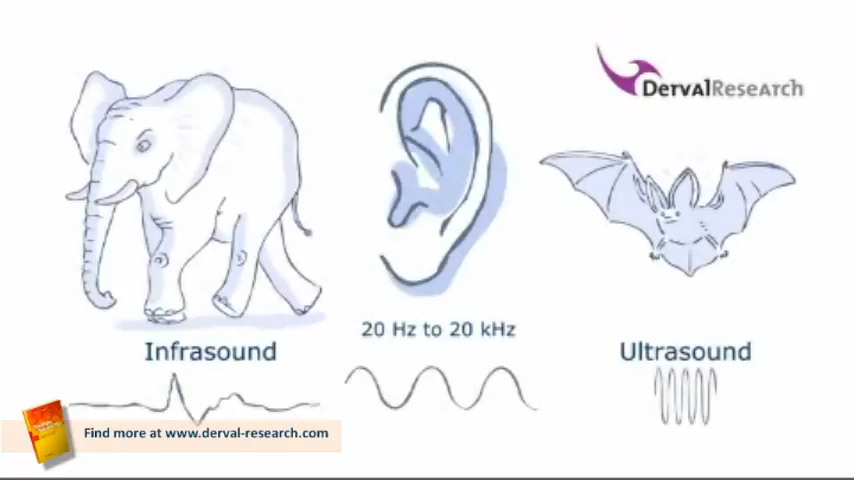 DervalResearch
20 Hz to 20 kHz
Infrasound
Ultrasound
Find more at www.derval-research.com